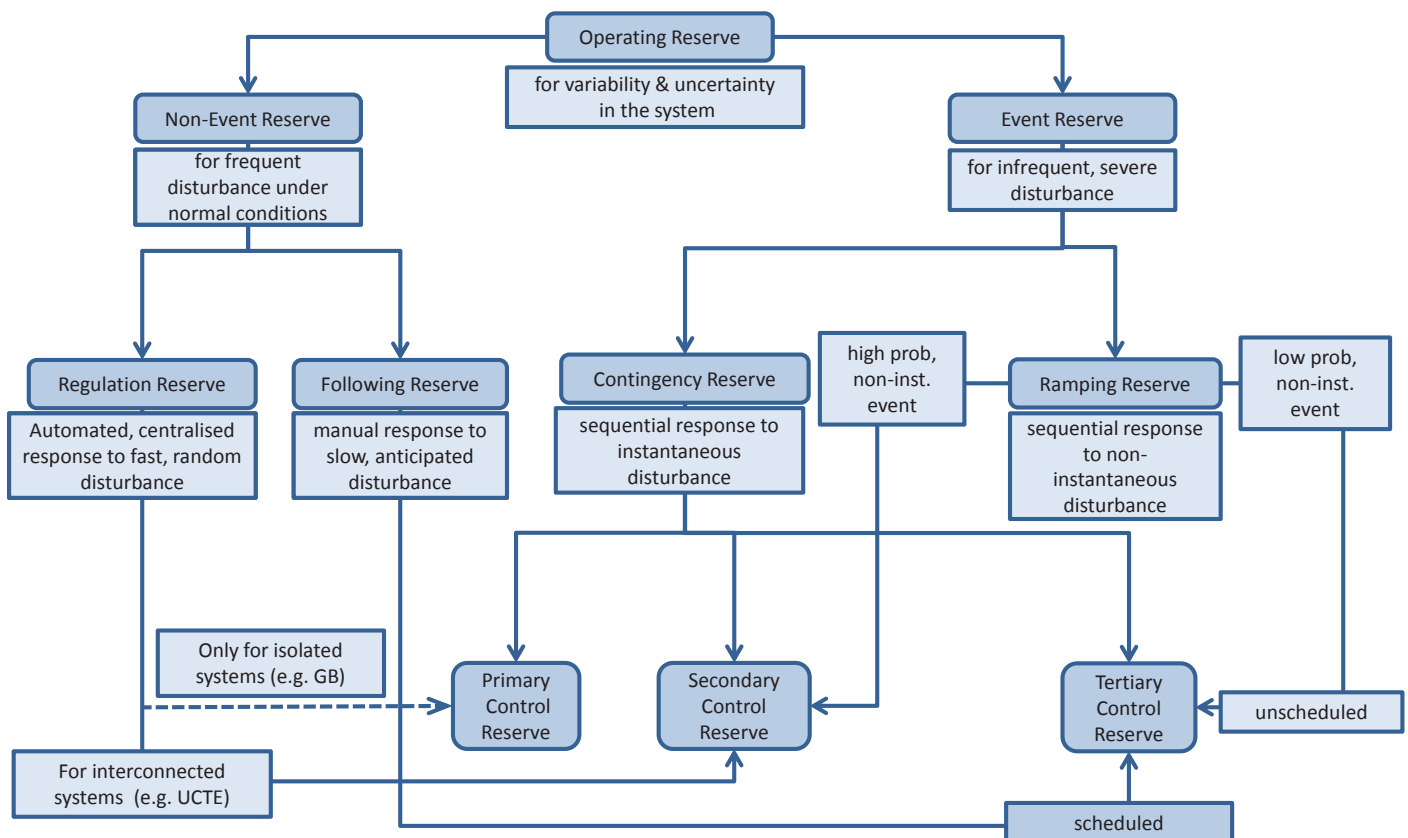 Operating Reserve
for variability & uncertainty
in the system
Non-Event Reserve
for frequent
disturbance under
normal conditions
Event Reserve
for infrequent, severe
disturbance
Regulation Reserve
Automated, centralised
response to fast, random
disturbance
Following Reserve
manual response to
slow, anticipated
disturbance
Contingency Reserve
sequential response to
instantaneous
disturbance
high prob,
non-inst.
event
Ramping Reserve
sequential response
to non-
instantaneous
disturbance
low prob,
non-inst.
event
Only for isolated
systems (e.g. GB)
Primary
Control
Reserve
Secondary
Control
Reserve
Tertiary
Control
Reserve
unscheduled
For interconnected
systems (e.g. UCTE)
scheduled